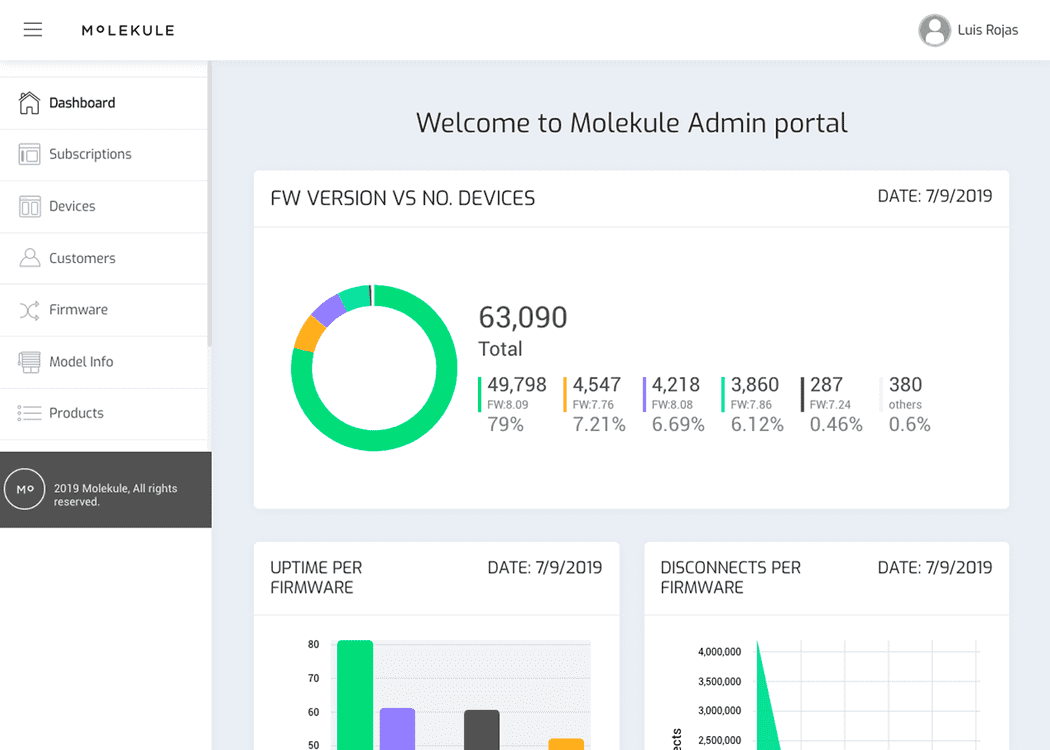 MOLEKULE
Luis Rojas
Dashboard
Subscriptions
Devices
Customers
Firmware
Model Info
Products
MO
2019 Molekule, All rights
reserved.
Welcome to Molekule Admin portal
FW VERSION VS NO. DEVICES
DATE: 7/9/2019
63,090
Total
49,798 4,547 4,218 3,860 287 380
FW:8.09 FW:7.76 FW:8.08 FW:7.86 FW:7.24 others
79% 7.21% 6.69% 6.12% 0.46% 0.6%
UPTIME PER
FIRMWARE
DATE: 7/9/2019
80
70
60
50
DISCONNECTS PER
FIRMWARE
DATE: 7/9/2019
4,000,000
3,500,000
3,000,000
2,500,000